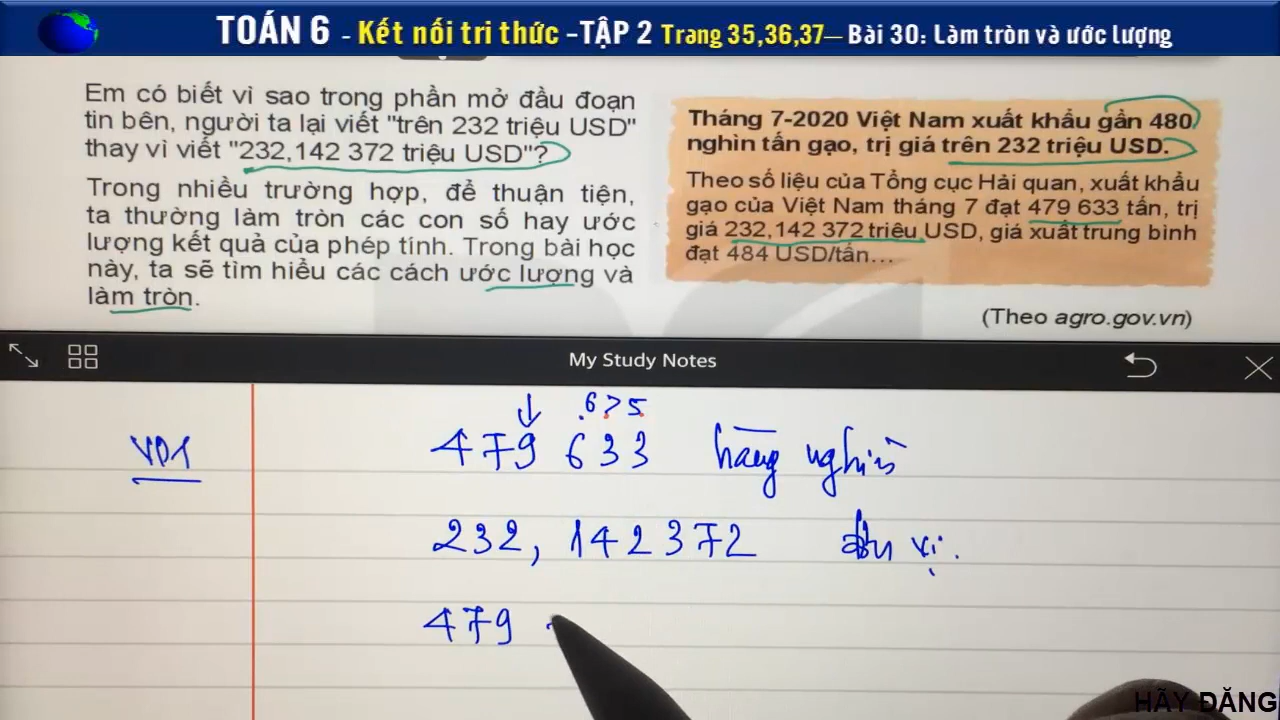 TOÁN 6 - Kết nối tri thức -TẬP 2 Trang 35,36,37— Bài 30: Làm tròn và ước lượng
Em có biết vì sao trong phần mở đầu đoạn
tin bên, người ta lại viết "trên 232 triệu USD"
thay vì viết "232,142 372 triệu USD"?
Trong nhiều trường hợp, để thuận tiện,
ta thường làm tròn các con số hay ước
lượng kết quả của phép tính. Trong bài học
này, ta sẽ tìm hiểu các cách ước lượng và
làm tròn.
Tháng 7-2020 Việt Nam xuất khẩu gần 480
nghìn tấn gạo, trị giá trên 232 triệu USD.
Theo số liệu của Tổng cục Hải quan, xuất khẩu
gạo của Việt Nam tháng 7 đạt 479 633 tấn, trị
giá 232,142 372 triệu USD, giá xuất trung bình
đạt 484 USD/tấn...
(Theo agro.gov.vn)
My Study Notes
6 > 5
VD1 479 633 hàng nghìn
232, 142372 đơn vị.
479
HÃY ĐĂNG